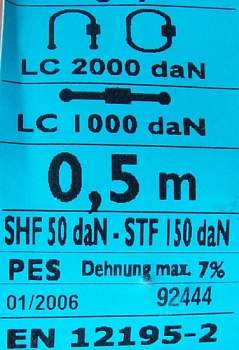 LC 2000 daN
LC 1000 daN
0,5 m
SHF 50 daN - STF 150 daN
PES Dehnung max. 7%
01/2006 92444
EN 12195-2